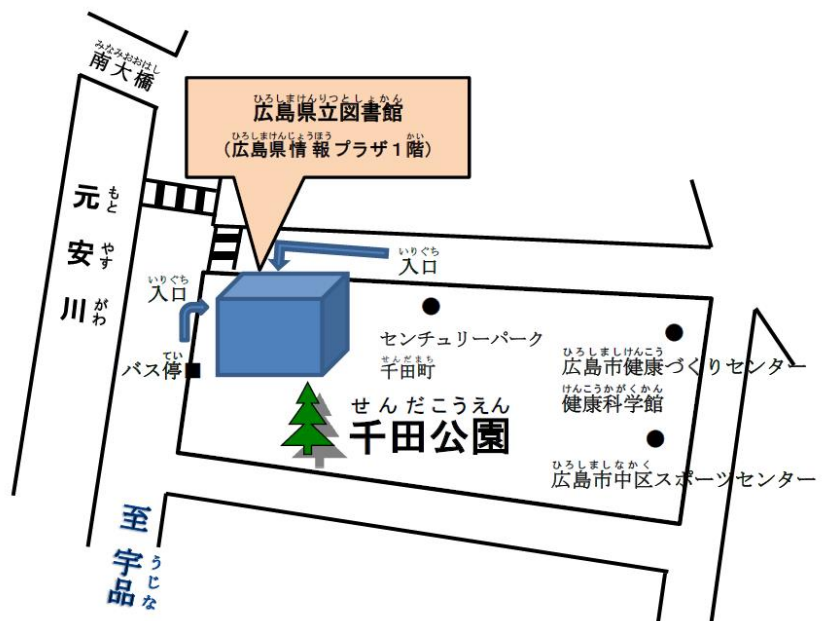 みなみおおはし
南大橋
ひろしまけんりつとしょかん
広島県立図書館
ひろしまけんじょうほう かい
(広島県情報プラザ1階)
元安川
もとやすがわ
いりぐち
入口
いりぐち
入口
てい
バス停
センチュリーパーク
せんだまち
千田町
ひろしましけんこう
広島市健康づくりセンター
けんこうかがくかん
健康科学館
せんだこうえん
千田公園
ひろしましなかく
広島市中区スポーツセンター
至 宇品
うじな